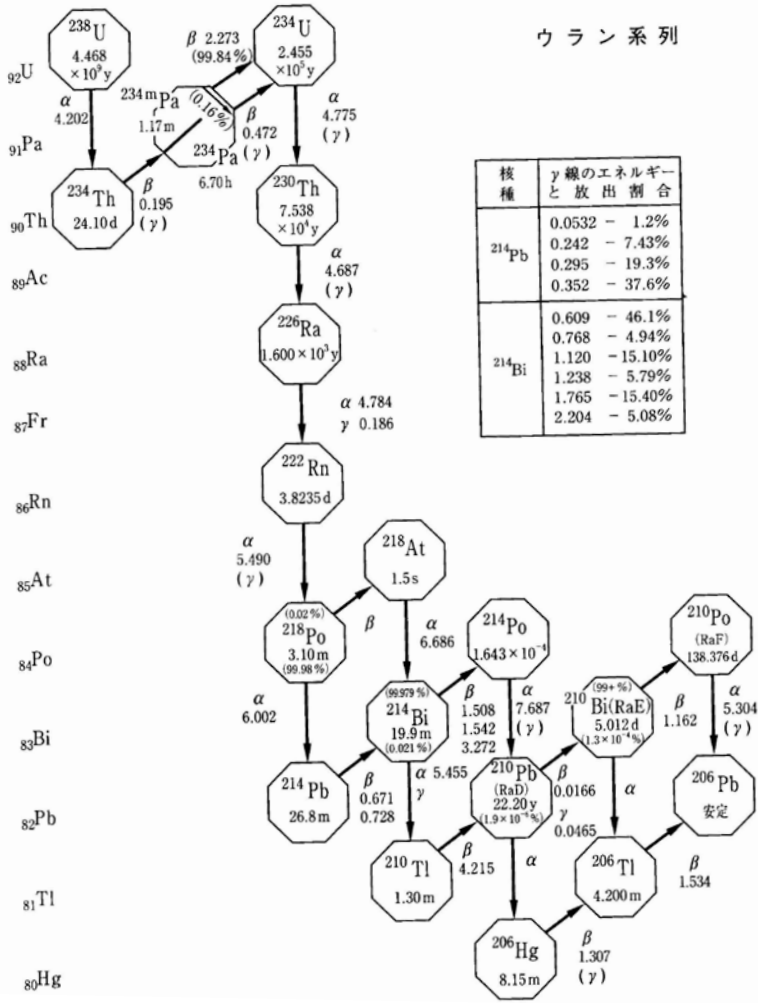 ウラン系列
₉₂U
₉₁Pa
₉₀Th
₈₉Ac
₈₈Ra
₈₇Fr
₈₆Rn
₈₅At
₈₄Po
₈₃Bi
₈₂Pb
₈₁Tl
₈₀Hg
²³⁸U
4.468
×10⁹y
α
4.202
²³⁴Th
24.10d
β
0.195
(γ)
²³⁴ᵐPa
1.17m
(0.16%)
²³⁴Pa
6.70h
β 2.273
(99.84%)
β
0.472
(γ)
²³⁴U
2.455
×10⁵y
α
4.775
(γ)
²³⁰Th
7.538
×10⁴y
α
4.687
(γ)
²²⁶Ra
1.600×10³y
α 4.784
γ 0.186
²²²Rn
3.8235d
α
5.490
(γ)
(0.02%)
²¹⁸Po
3.10m
(99.98%)
β
²¹⁸At
1.5s
α
6.686
α
6.002
²¹⁴Pb
26.8m
β
0.671
0.728
(99.979%)
²¹⁴Bi
19.9m
(0.021%)
β
1.508
1.542
3.272
²¹⁴Po
1.643×10⁻⁴
α
7.687
(γ)
α 5.455
γ
²¹⁰Tl
1.30m
β
4.215
²¹⁰Pb
(RaD)
22.20y
(1.9×10⁻⁶%)
β
0.0166
γ
0.0465
α
²⁰⁶Hg
8.15m
β
1.307
(γ)
(99+%)
²¹⁰Bi(RaE)
5.012d
(1.3×10⁻⁴%)
β
1.162
α
²⁰⁶Tl
4.200m
β
1.534
²¹⁰Po
(RaF)
138.376d
α
5.304
(γ)
²⁰⁶Pb
安定
核種 γ線のエネルギーと放出割合
²¹⁴Pb
0.0532 − 1.2%
0.242 − 7.43%
0.295 − 19.3%
0.352 − 37.6%
²¹⁴Bi
0.609 − 46.1%
0.768 − 4.94%
1.120 −15.10%
1.238 − 5.79%
1.765 −15.40%
2.204 − 5.08%